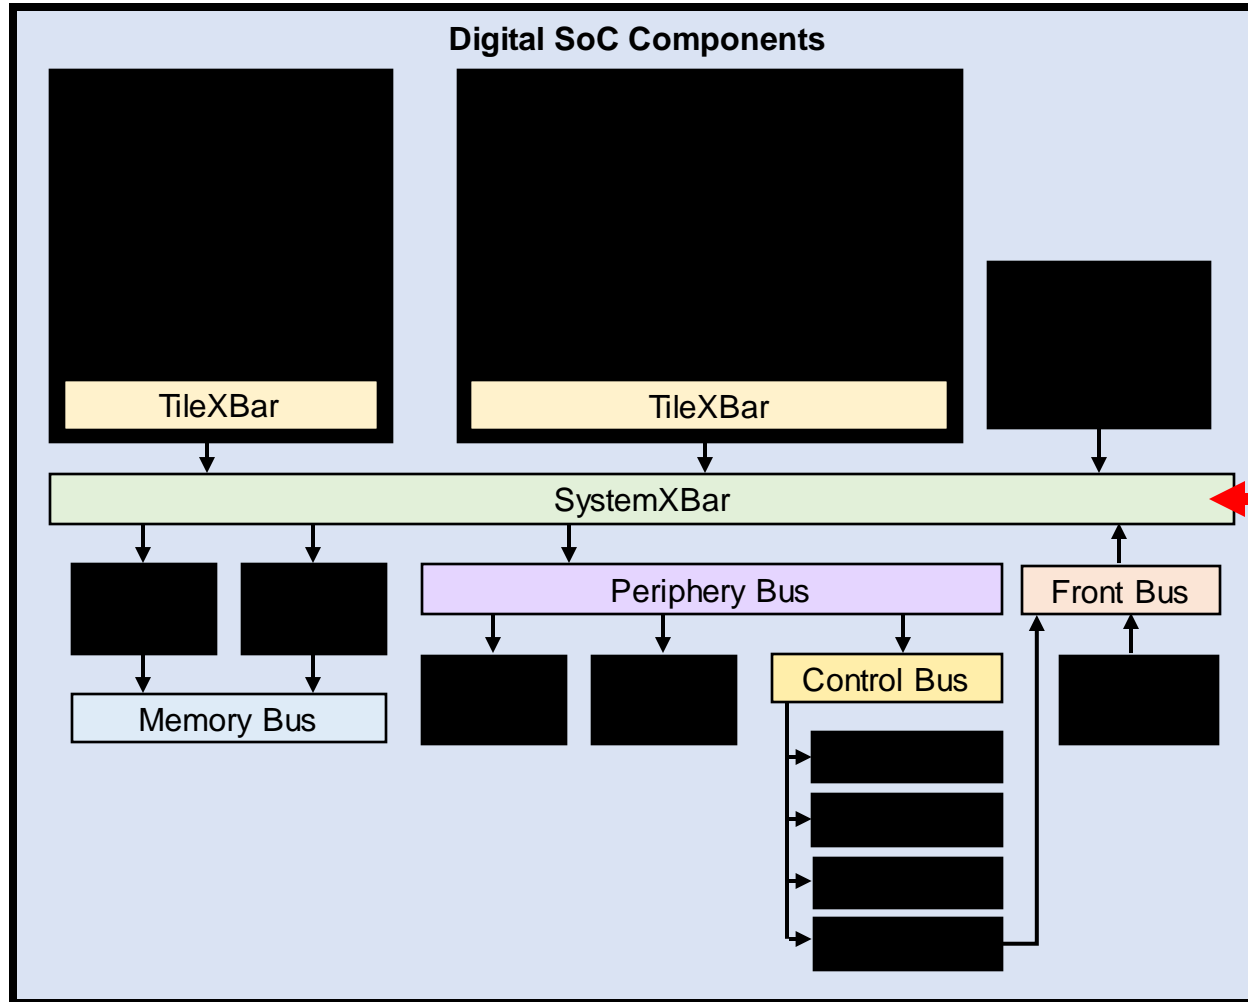 Digital SoC Components
TileXBar
TileXBar
SystemXBar
Periphery Bus
Front Bus
Control Bus
Memory Bus